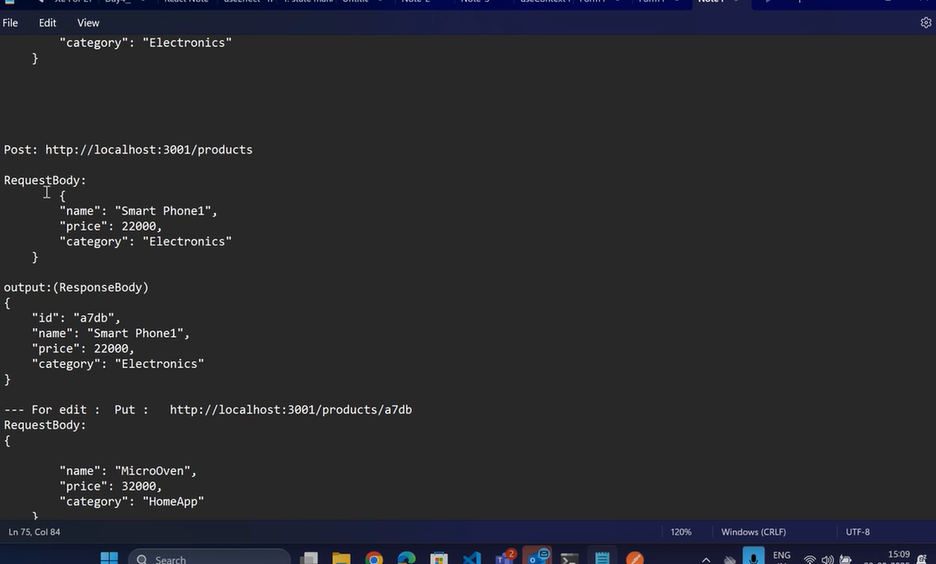 File Edit View
"category": "Electronics"
}
Post: http://localhost:3001/products
RequestBody:
{
"name": "Smart Phone1",
"price": 22000,
"category": "Electronics"
}
output:(ResponseBody)
{
"id": "a7db",
"name": "Smart Phone1",
"price": 22000,
"category": "Electronics"
}
--- For edit : Put : http://localhost:3001/products/a7db
RequestBody:
{
"name": "MicroOven",
"price": 32000,
"category": "HomeApp"
}
Ln 75, Col 84 120% Windows (CRLF) UTF-8
Search 2 ENG 15:09
IN